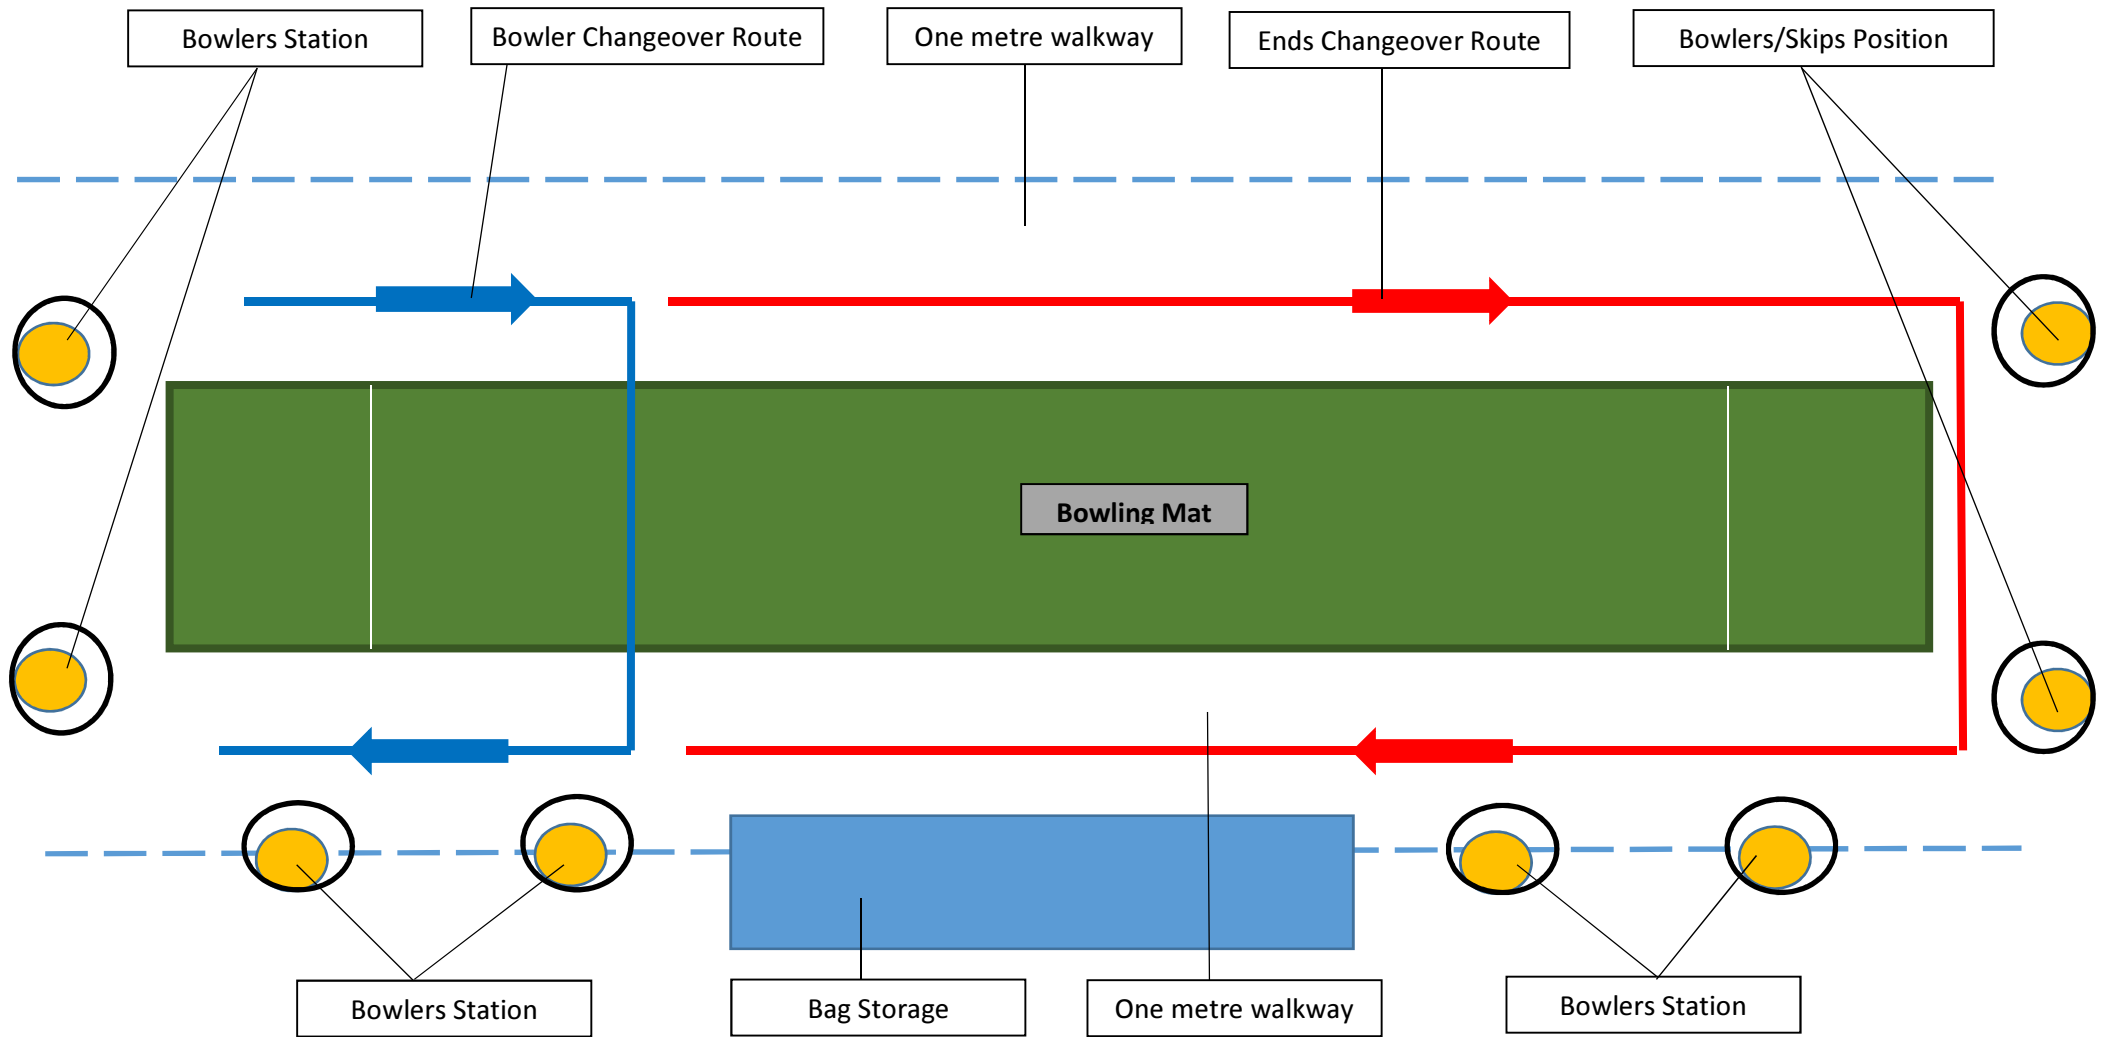 Bowlers Station
Bowler Changeover Route
One metre walkway
Ends Changeover Route
Bowlers/Skips Position
Bowling Mat
Bowlers Station
Bag Storage
One metre walkway
Bowlers Station